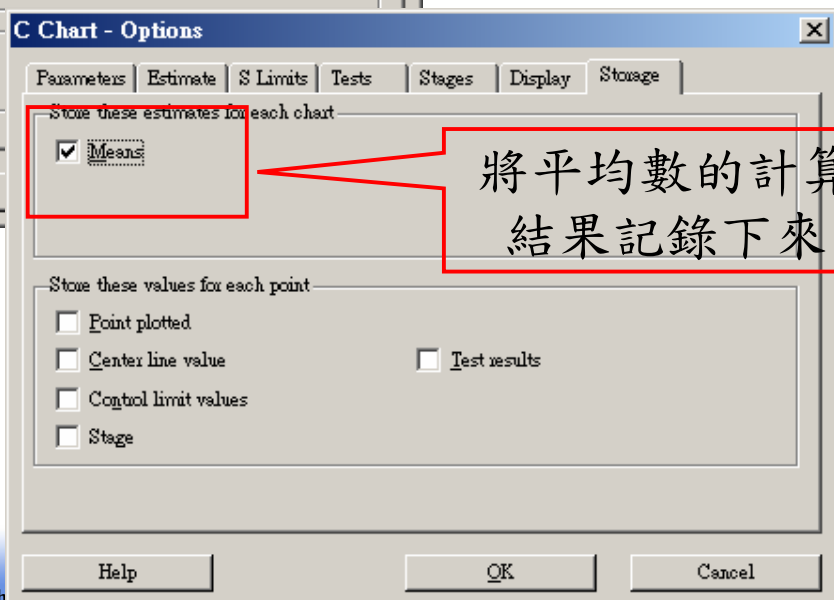 C Chart - Options
Parameters Estimate S Limits Tests Stages Display Storage
Store these estimates for each chart
Means
將平均數的計算
結果記錄下來
Store these values for each point
Point plotted
Center line value Test results
Control limit values
Stage
Help OK Cancel